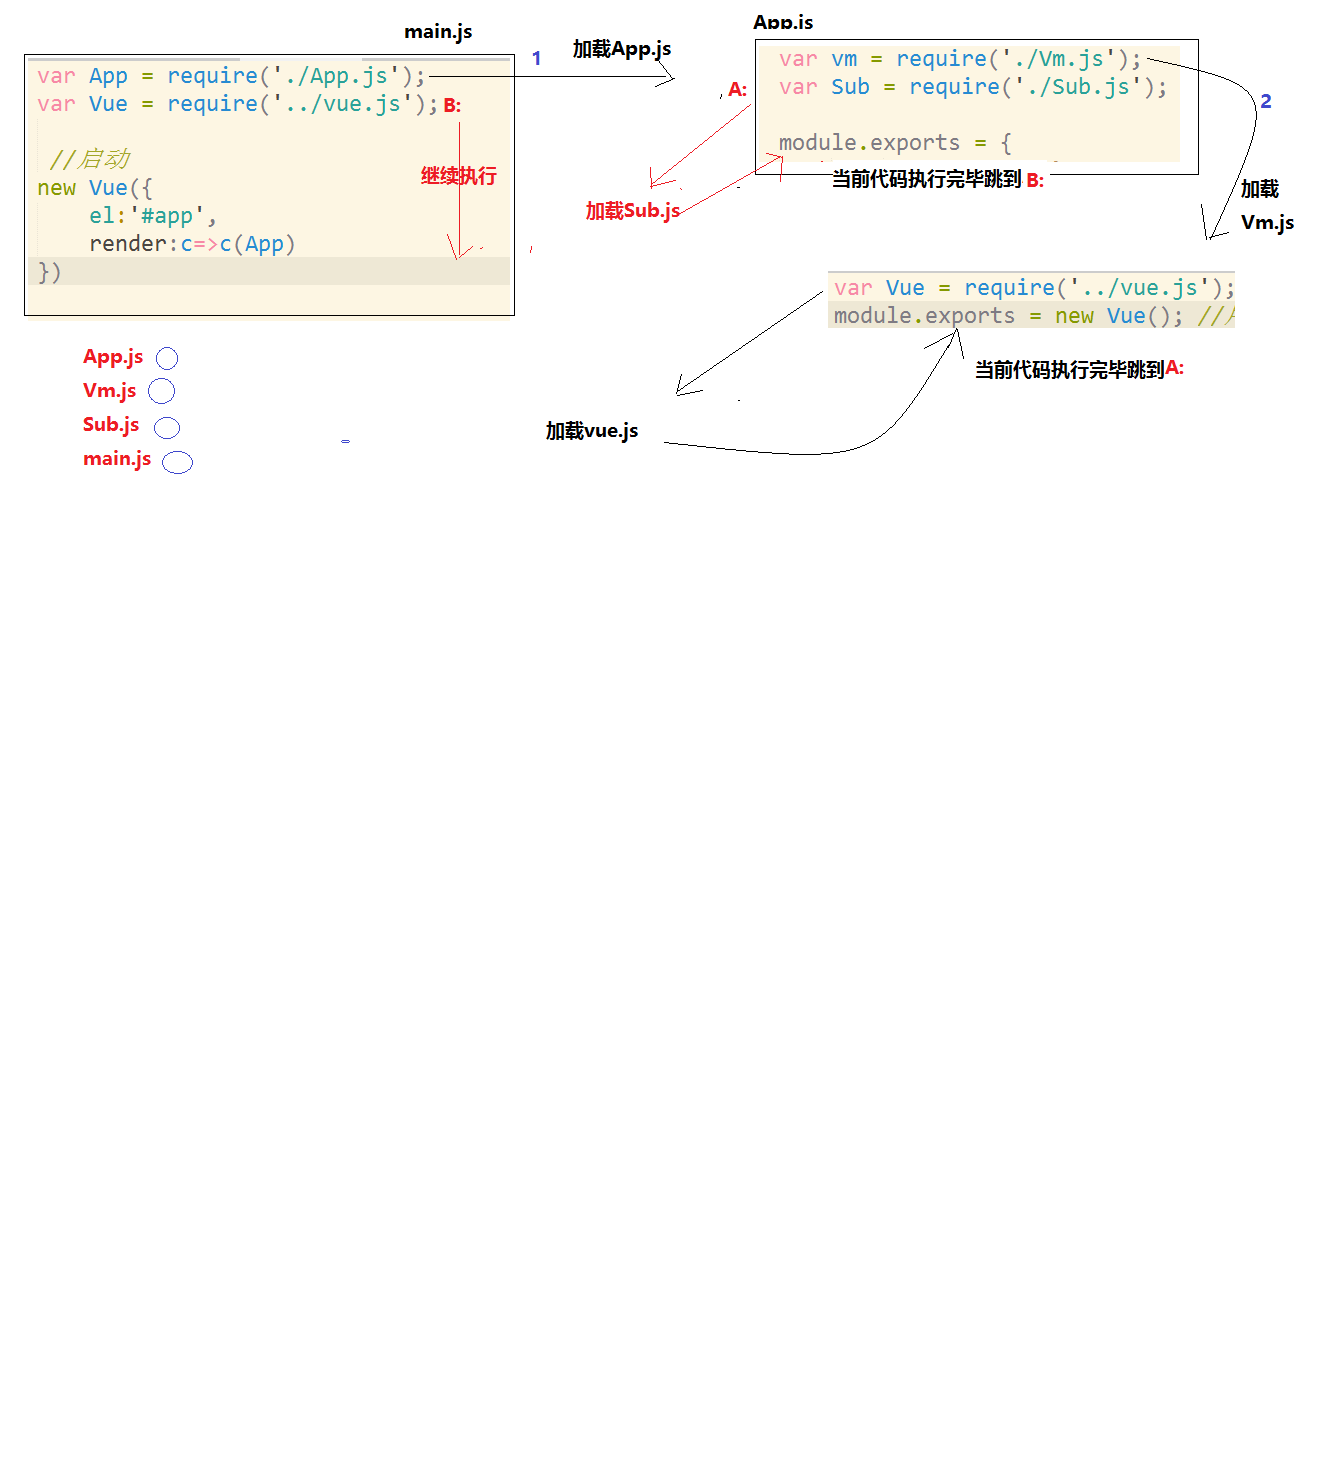 main.js
var App = require('./App.js');
var Vue = require('../vue.js'); B:
//启动
new Vue({
el:'#app',
render:c=>c(App)
})
继续执行
1
加载App.js
App.js
var vm = require('./Vm.js');
A: var Sub = require('./Sub.js');
module.exports = {
当前代码执行完毕跳到 B:
加载Sub.js
2
加载
Vm.js
var Vue = require('../vue.js');
module.exports = new Vue(); //
当前代码执行完毕跳到A:
加载vue.js
App.js
Vm.js
Sub.js
main.js